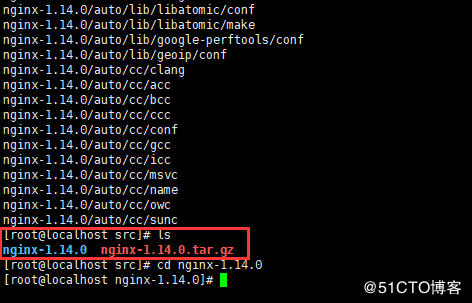 nginx-1.14.0/auto/lib/libatomic/conf
nginx-1.14.0/auto/lib/libatomic/make
nginx-1.14.0/auto/lib/google-perftools/conf
nginx-1.14.0/auto/lib/geoip/conf
nginx-1.14.0/auto/cc/clang
nginx-1.14.0/auto/cc/acc
nginx-1.14.0/auto/cc/bcc
nginx-1.14.0/auto/cc/ccc
nginx-1.14.0/auto/cc/conf
nginx-1.14.0/auto/cc/gcc
nginx-1.14.0/auto/cc/icc
nginx-1.14.0/auto/cc/msvc
nginx-1.14.0/auto/cc/name
nginx-1.14.0/auto/cc/owc
nginx-1.14.0/auto/cc/sunc
[root@localhost src]# ls
nginx-1.14.0  nginx-1.14.0.tar.gz
[root@localhost src]# cd nginx-1.14.0
[root@localhost nginx-1.14.0]#
@51CTO博客